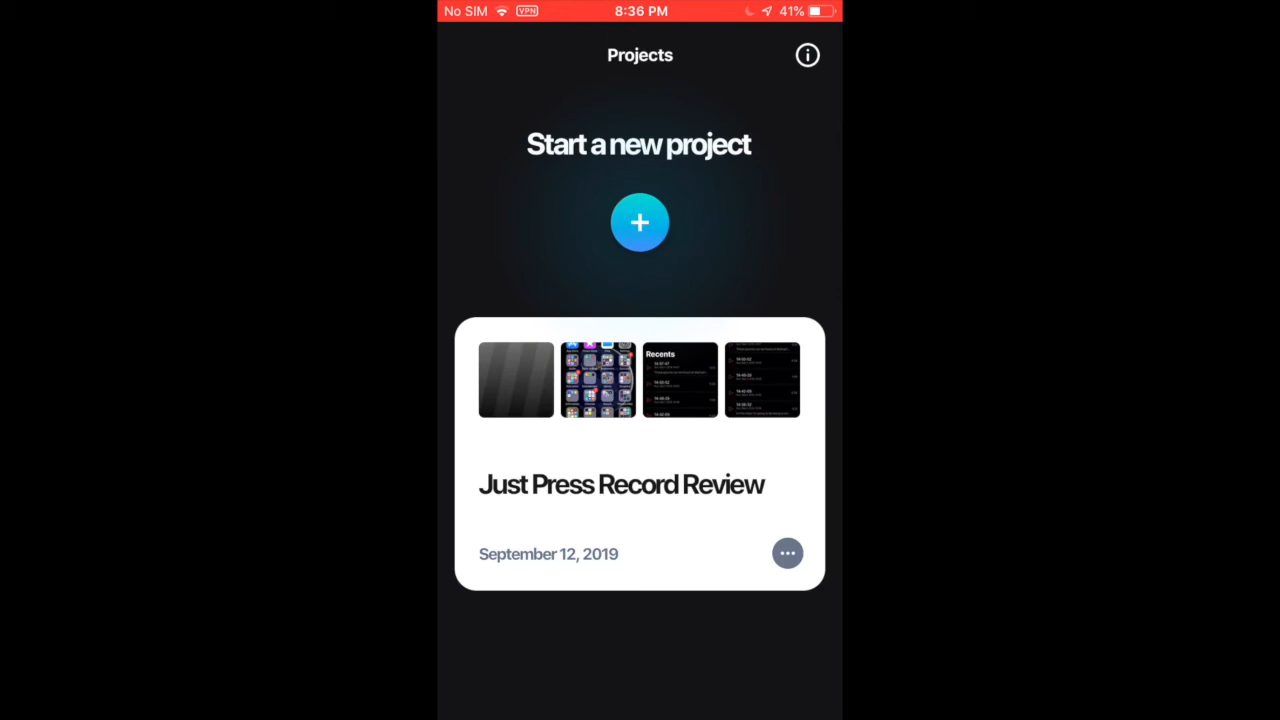 No SIM VPN 8:36 PM 41%
Projects
Start a new project
Recents
Just Press Record Review
September 12, 2019